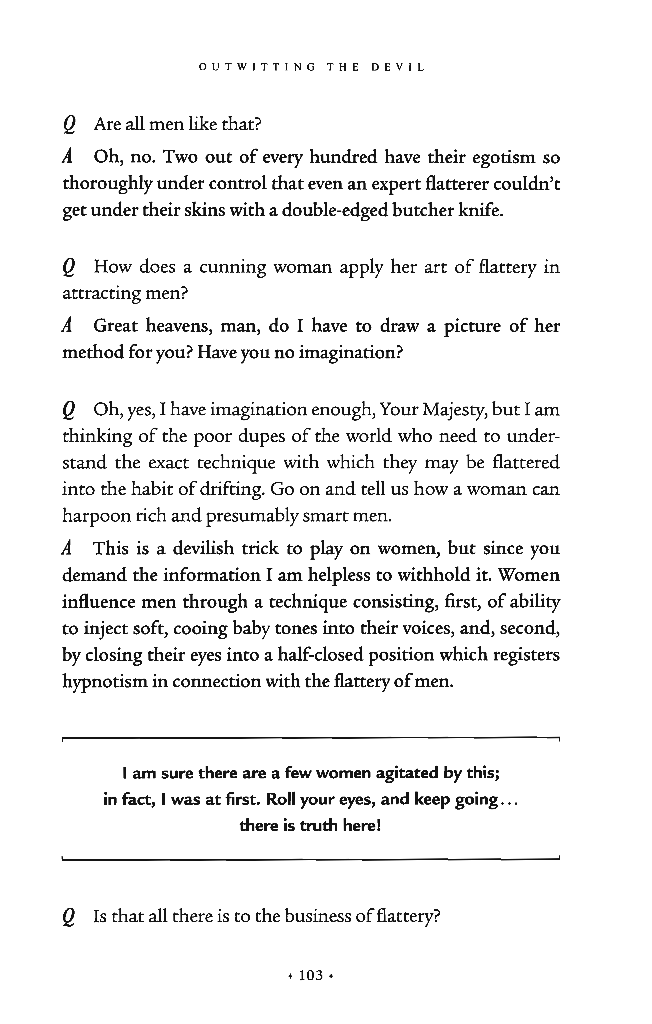 OUTWITTING THE DEVIL
Q Are all men like that?
A Oh, no. Two out of every hundred have their egotism so
thoroughly under control that even an expert flatterer couldn't
get under their skins with a double-edged butcher knife.
Q How does a cunning woman apply her art of flattery in
attracting men?
A Great heavens, man, do I have to draw a picture of her
method for you? Have you no imagination?
Q Oh, yes, I have imagination enough, Your Majesty, but I am
thinking of the poor dupes of the world who need to under-
stand the exact technique with which they may be flattered
into the habit of drifting. Go on and tell us how a woman can
harpoon rich and presumably smart men.
A This is a devilish trick to play on women, but since you
demand the information I am helpless to withhold it. Women
influence men through a technique consisting, first, of ability
to inject soft, cooing baby tones into their voices, and, second,
by closing their eyes into a half-closed position which registers
hypnotism in connection with the flattery of men.
I am sure there are a few women agitated by this;
in fact, I was at first. Roll your eyes, and keep going...
there is truth here!
Q Is that all there is to the business of flattery?
• 103 •